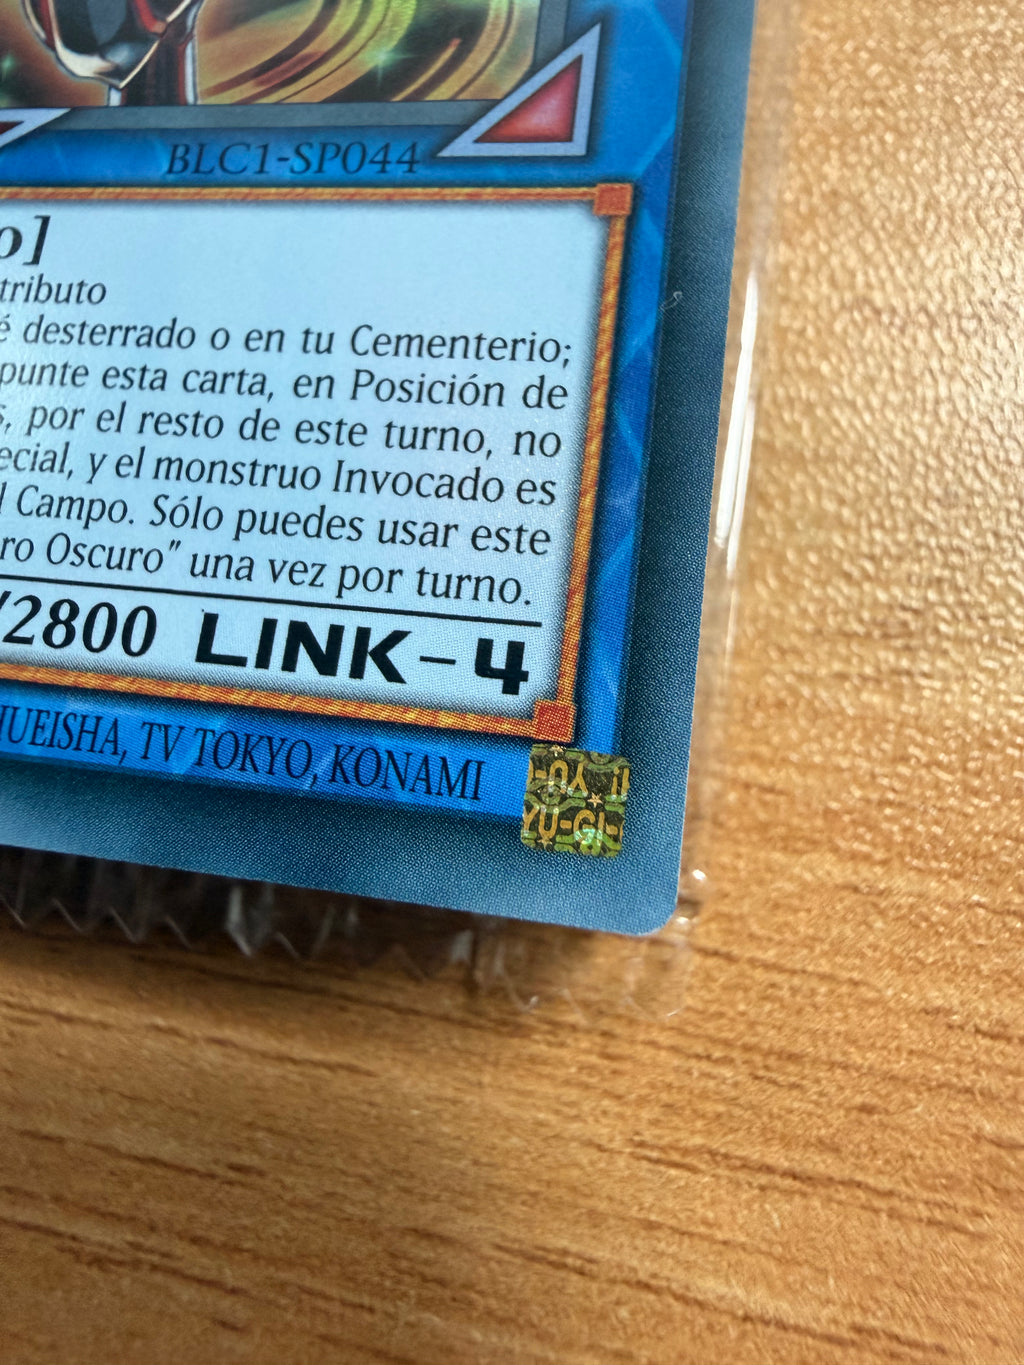 BLC1-SP044
o]
tributo
é desterrado o en tu Cementerio;
punte esta carta, en Posición de
s, por el resto de este turno, no
ecial, y el monstruo Invocado es
l Campo. Sólo puedes usar este
ro Oscuro" una vez por turno.
/2800 LINK-4
HUEISHA, TV TOKYO, KONAMI
YU-GI-